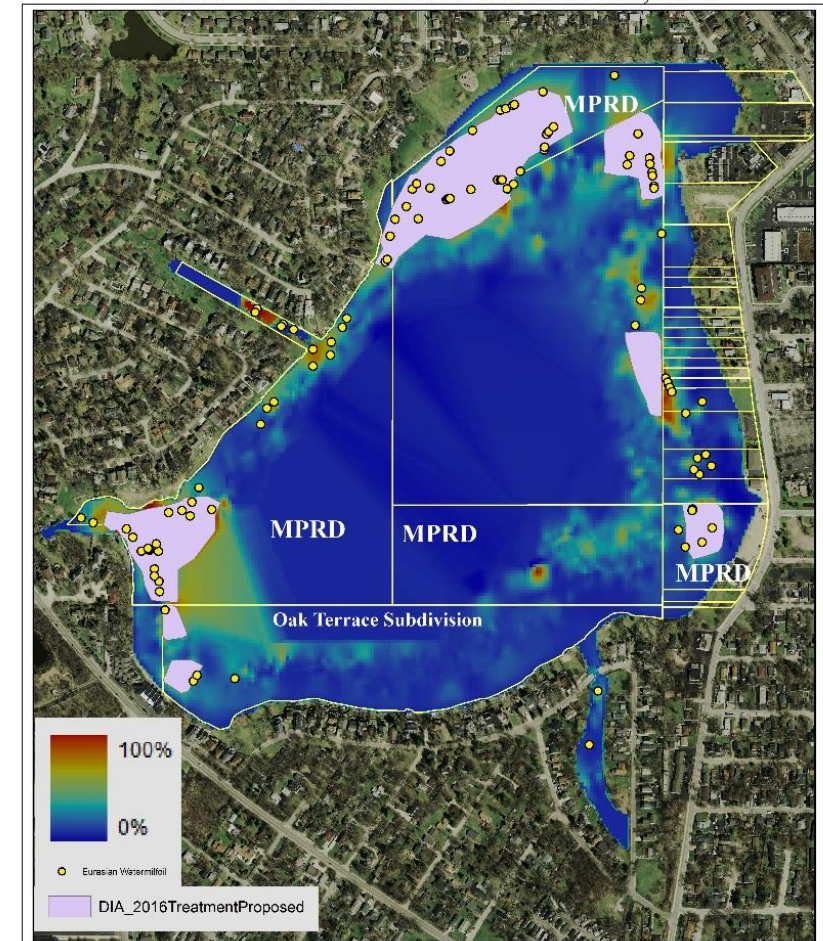 MPRD
MPRD
MPRD
MPRD
Oak Terrace Subdivision
100%
0%
Eurasian Watermilfoil
DIA_2016TreatmentProposed